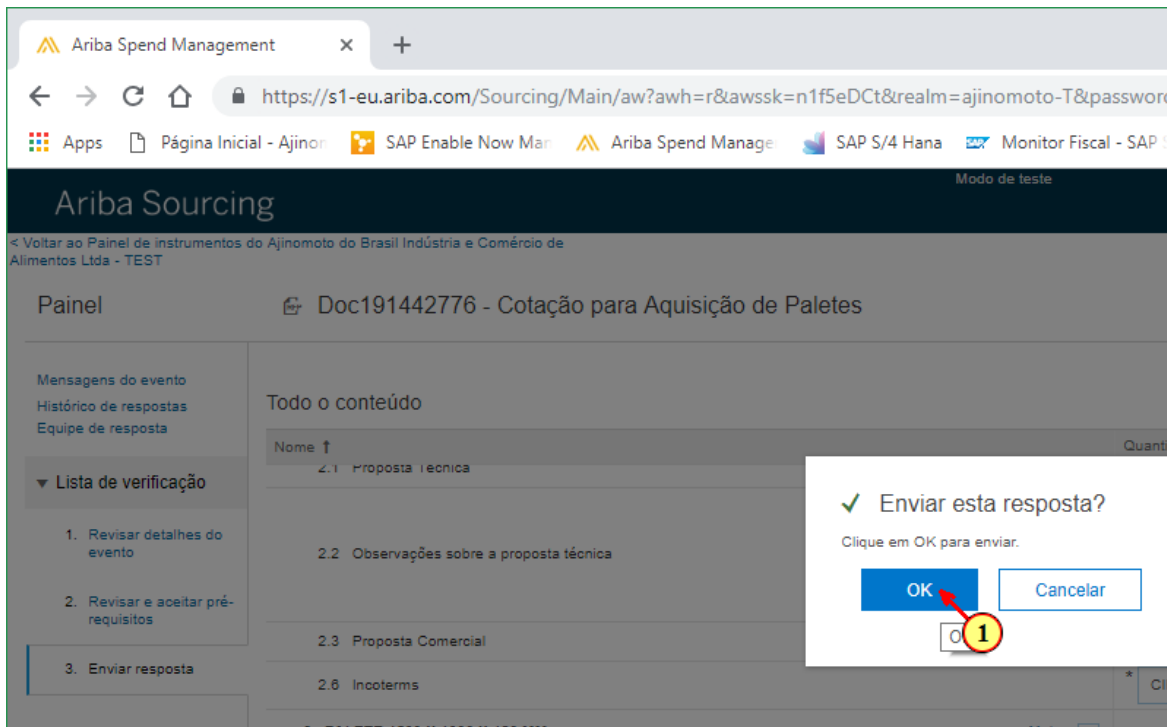 Ariba Spend Management
https://s1-eu.ariba.com/Sourcing/Main/aw?awh=r&awssk=n1f5eDCt&realm=ajinomoto-T&password
Apps Página Inicial - Ajinon SAP Enable Now Man Ariba Spend Manage SAP S/4 Hana Monitor Fiscal - SAP
Modo de teste
Ariba Sourcing
< Voltar ao Painel de instrumentos do Ajinomoto do Brasil Indústria e Comércio de
Alimentos Ltda - TEST
Painel
Doc191442776 - Cotação para Aquisição de Paletes
Mensagens do evento
Histórico de respostas
Equipe de resposta
Todo o conteúdo
Nome ↑ Quanti
2.1 Proposta Técnica
▼ Lista de verificação
Enviar esta resposta?
Clique em OK para enviar.
OK Cancelar
1
1. Revisar detalhes do
evento
2.2 Observações sobre a proposta técnica
2. Revisar e aceitar pré-
requisitos
2.3 Proposta Comercial
3. Enviar resposta
2.6 Incoterms
* Cl